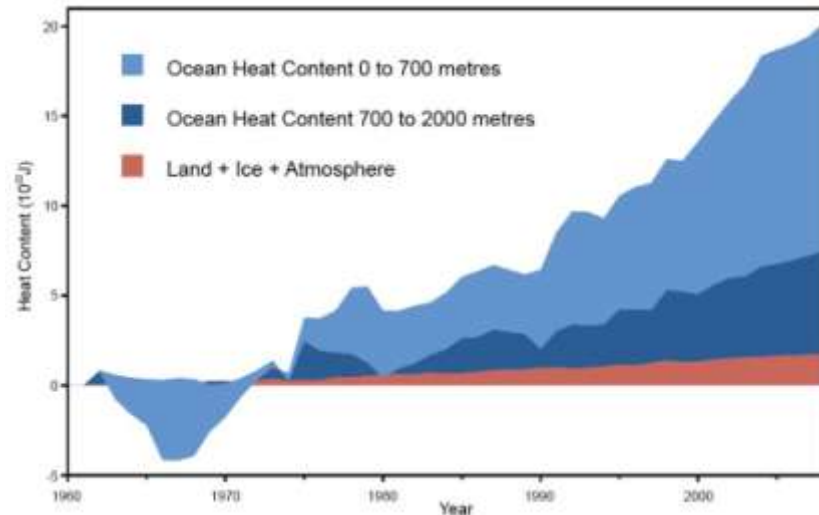 20
15
10
5
0
-5
Heat Content (10²²J)
Ocean Heat Content 0 to 700 metres
Ocean Heat Content 700 to 2000 metres
Land + Ice + Atmosphere
1960
1970
1980
1990
2000
Year